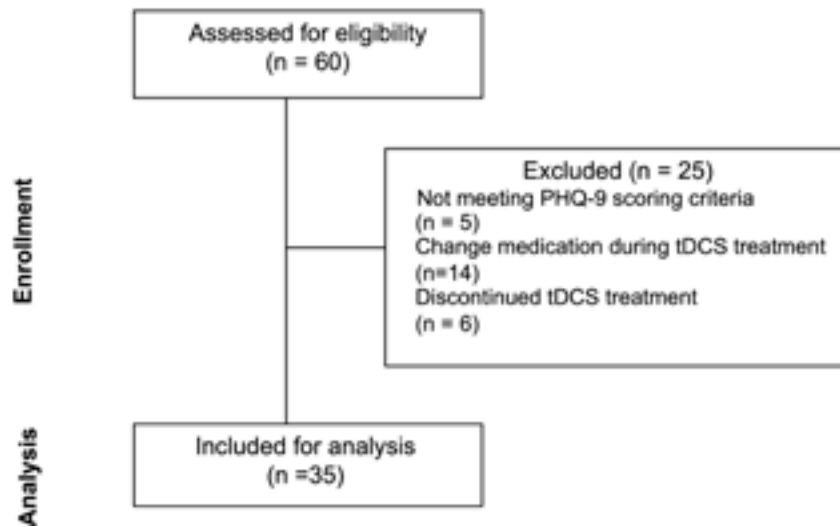 Assessed for eligibility
(n = 60)
Enrollment
Excluded (n = 25)
Not meeting PHQ-9 scoring criteria
(n = 5)
Change medication during tDCS treatment
(n=14)
Discontinued tDCS treatment
(n = 6)
Analysis
Included for analysis
(n =35)